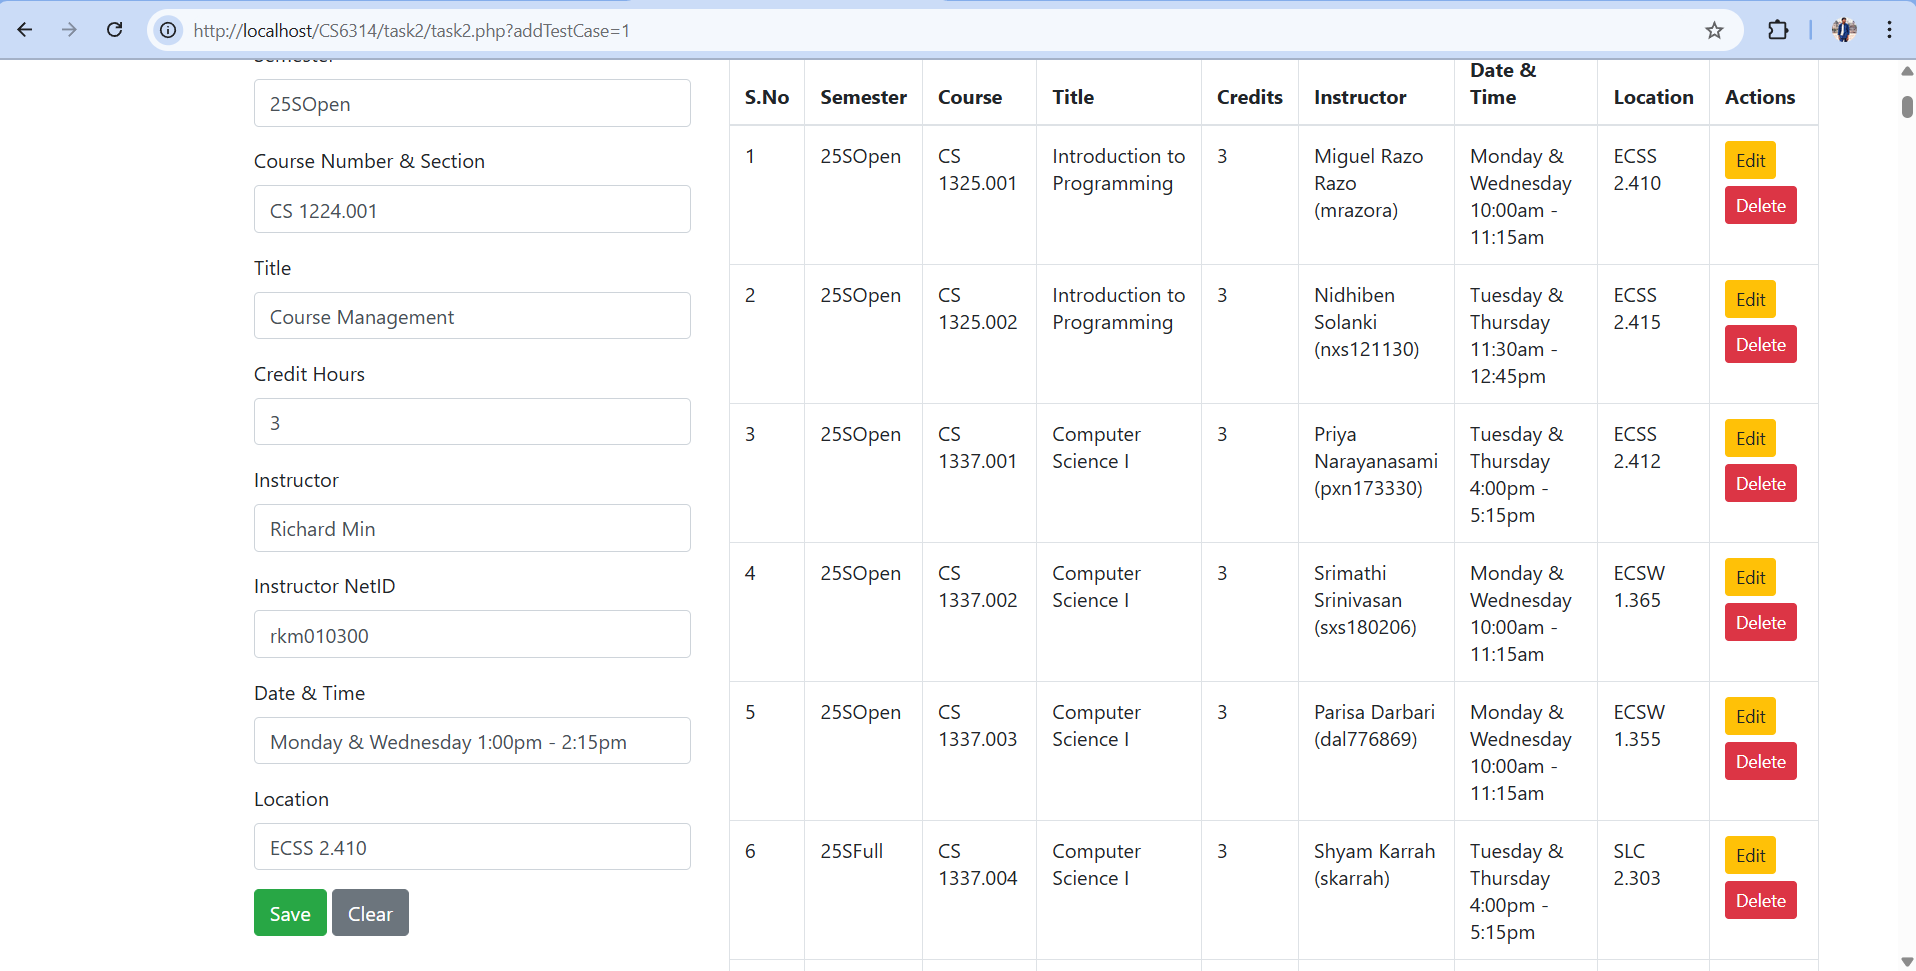 http://localhost/CS6314/task2/task2.php?addTestCase=1
Semester
25SOpen
Course Number & Section
CS 1224.001
Title
Course Management
Credit Hours
3
Instructor
Richard Min
Instructor NetID
rkm010300
Date & Time
Monday & Wednesday 1:00pm - 2:15pm
Location
ECSS 2.410
Save Clear
S.No Semester Course Title Credits Instructor Date & Time Location Actions
1 25SOpen CS 1325.001 Introduction to Programming 3 Miguel Razo Razo (mrazora) Monday & Wednesday 10:00am - 11:15am ECSS 2.410 Edit Delete
2 25SOpen CS 1325.002 Introduction to Programming 3 Nidhiben Solanki (nxs121130) Tuesday & Thursday 11:30am - 12:45pm ECSS 2.415 Edit Delete
3 25SOpen CS 1337.001 Computer Science I 3 Priya Narayanasami (pxn173330) Tuesday & Thursday 4:00pm - 5:15pm ECSS 2.412 Edit Delete
4 25SOpen CS 1337.002 Computer Science I 3 Srimathi Srinivasan (sxs180206) Monday & Wednesday 10:00am - 11:15am ECSW 1.365 Edit Delete
5 25SOpen CS 1337.003 Computer Science I 3 Parisa Darbari (dal776869) Monday & Wednesday 10:00am - 11:15am ECSW 1.355 Edit Delete
6 25SFull CS 1337.004 Computer Science I 3 Shyam Karrah (skarrah) Tuesday & Thursday 4:00pm - 5:15pm SLC 2.303 Edit Delete